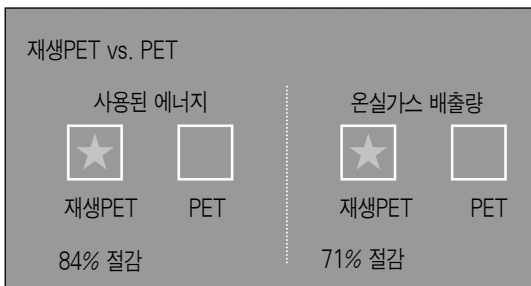 재생PET vs. PET
사용된 에너지
재생PET PET
84% 절감
온실가스 배출량
재생PET PET
71% 절감